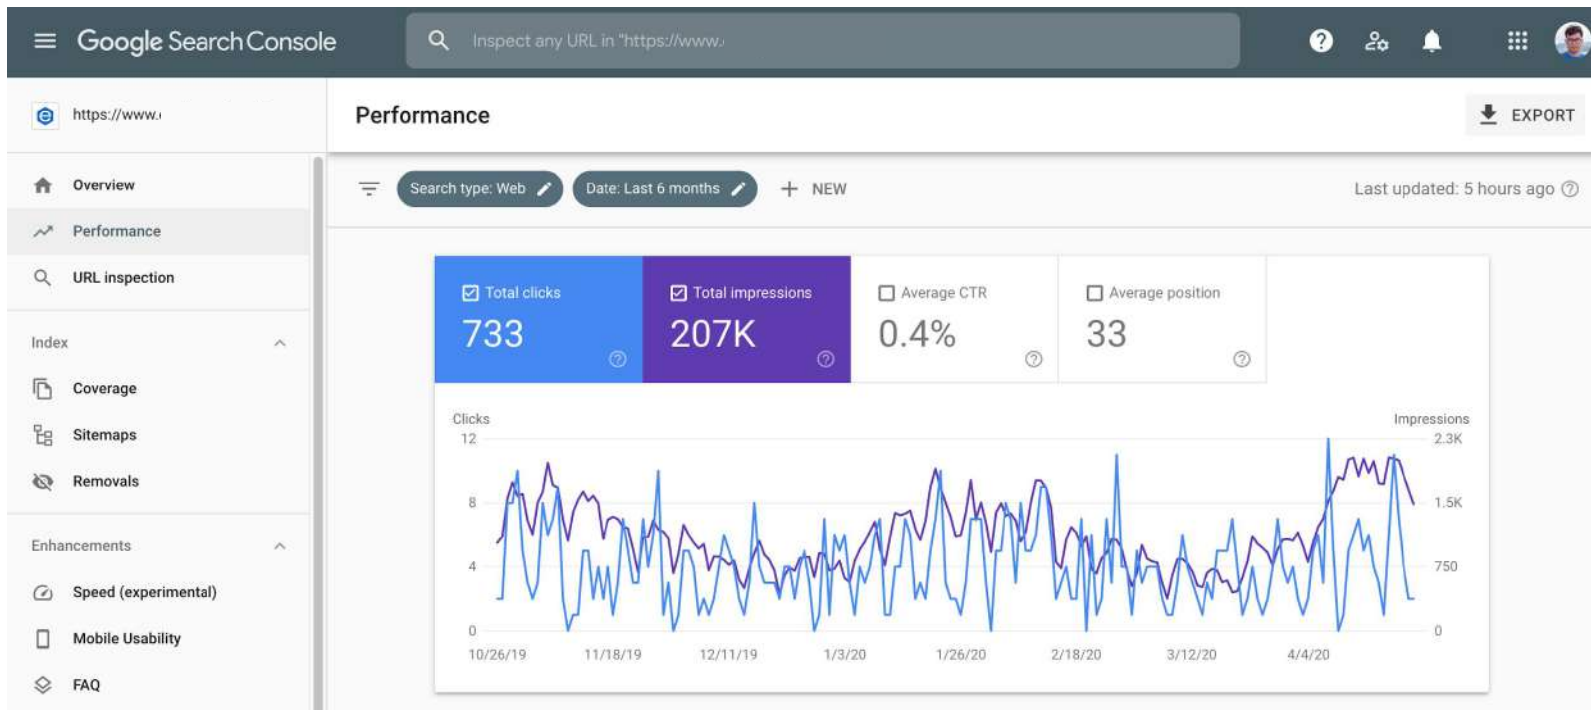 Google Search Console
Inspect any URL in "https://www.
https://www.
Performance
EXPORT
Overview
Performance
URL inspection
Index
Coverage
Sitemaps
Removals
Enhancements
Speed (experimental)
Mobile Usability
FAQ
Search type: Web
Date: Last 6 months
+ NEW
Last updated: 5 hours ago
Total clicks
733
Total impressions
207K
Average CTR
0.4%
Average position
33
Clicks
Impressions
12
2.3K
8
1.5K
4
750
0
0
10/26/19 11/18/19 12/11/19 1/3/20 1/26/20 2/18/20 3/12/20 4/4/20